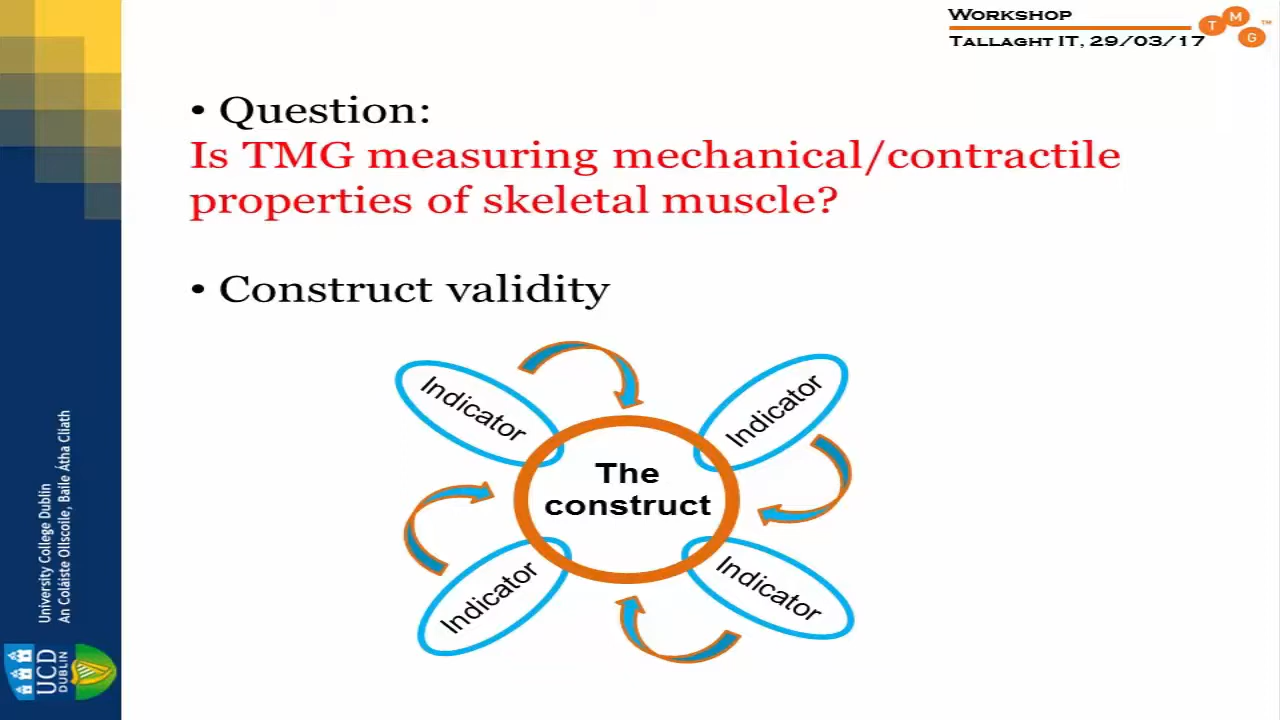 WORKSHOP
TALLAGHT IT, 29/03/17
T M G ™
• Question:
Is TMG measuring mechanical/contractile
properties of skeletal muscle?
• Construct validity
Indicator
Indicator
The
construct
Indicator
Indicator
University College Dublin
An Coláiste Ollscoile, Baile Átha Cliath
UCD
DUBLIN